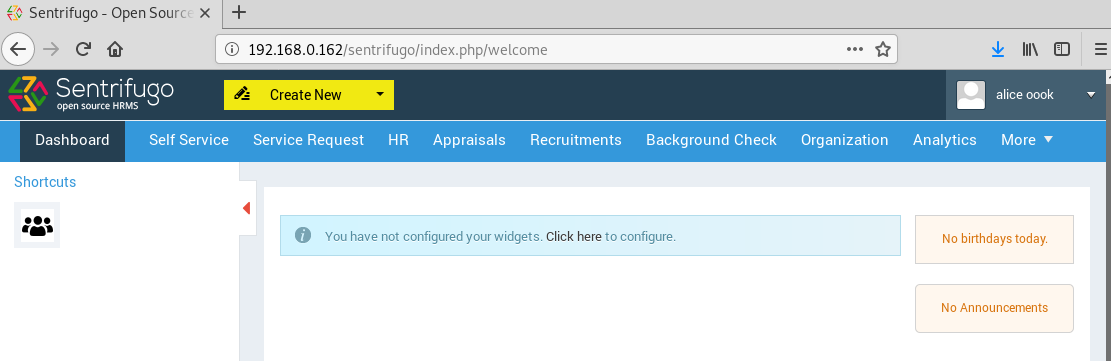 Sentrifugo - Open Source
192.168.0.162/sentrifugo/index.php/welcome
Sentrifugo
open source HRMS
Create New
alice oook
Dashboard
Self Service
Service Request
HR
Appraisals
Recruitments
Background Check
Organization
Analytics
More
Shortcuts
You have not configured your widgets. Click here to configure.
No birthdays today.
No Announcements